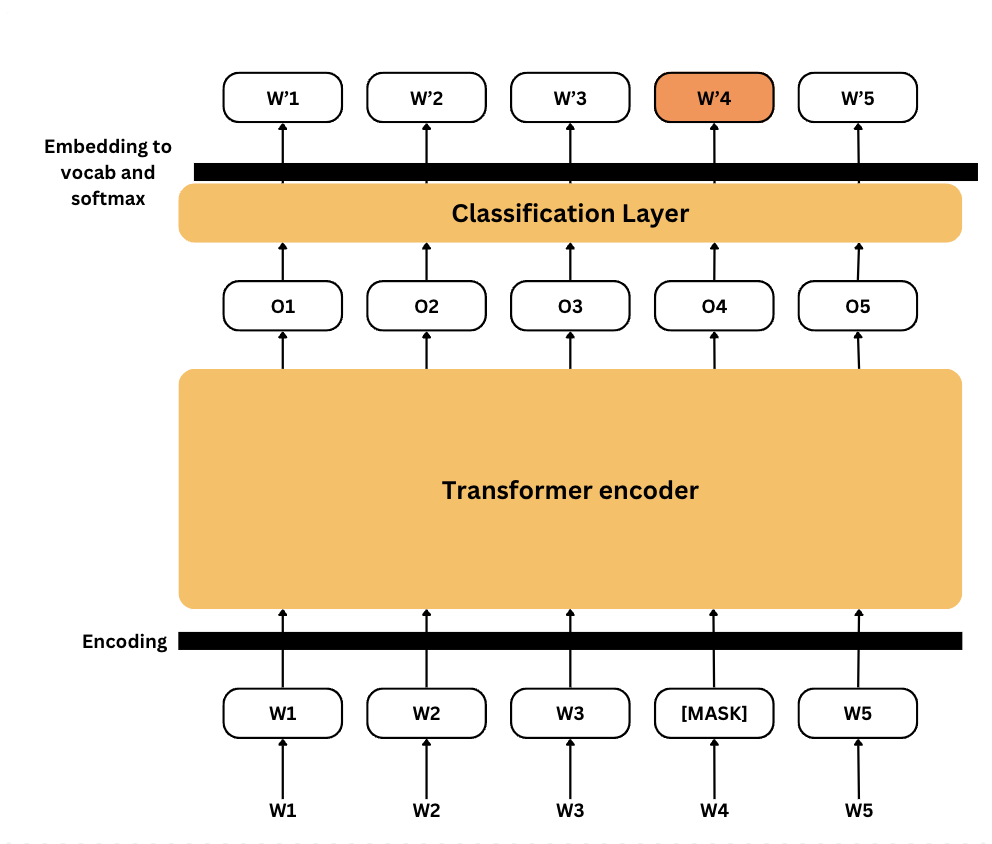 W’1
W’2
W’3
W’4
W’5
Embedding to
vocab and
softmax
Classification Layer
O1
O2
O3
O4
O5
Transformer encoder
Encoding
W1
W2
W3
[MASK]
W5
W1
W2
W3
W4
W5